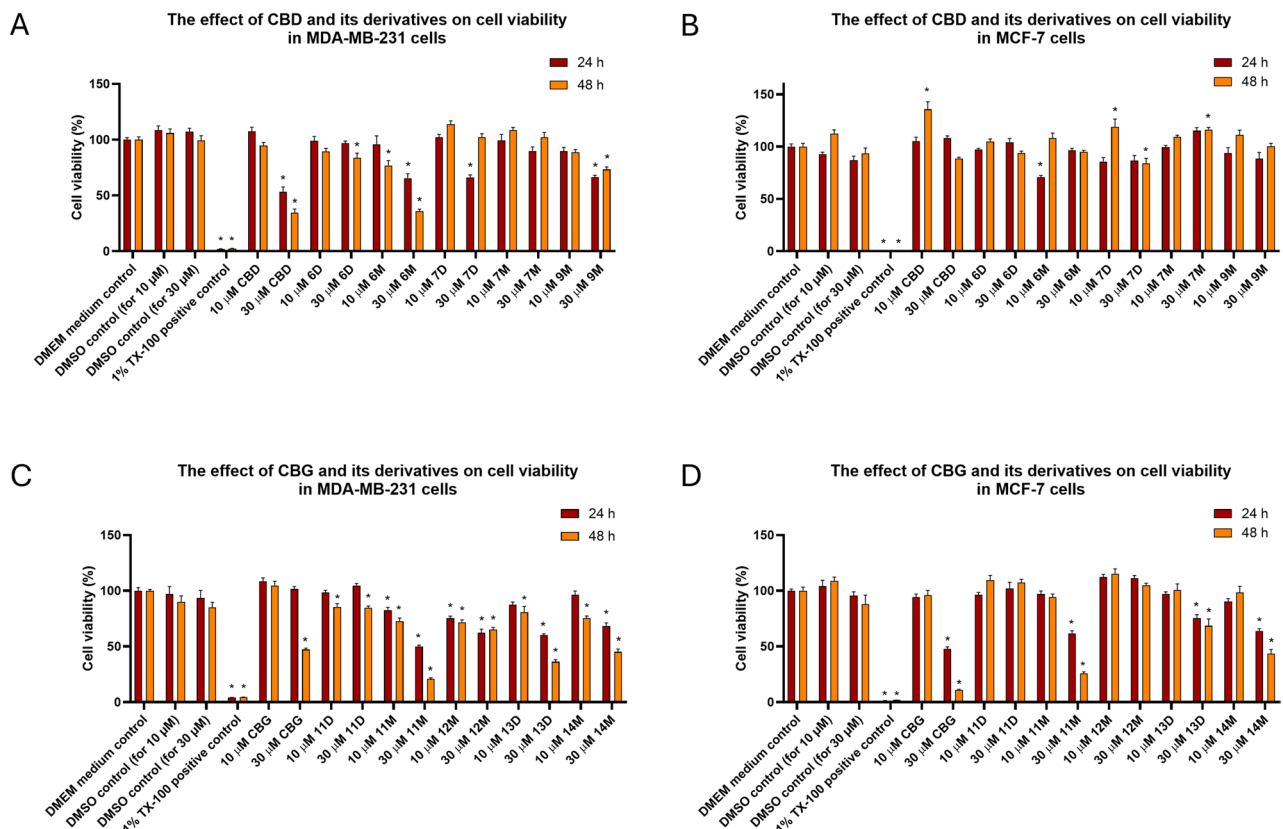 A
The effect of CBD and its derivatives on cell viability
in MDA-MB-231 cells
24 h
48 h
Cell viability (%)
150
100
50
0
* * * * * * * * * * *
DMEM medium control
DMSO control (for 10 µM)
DMSO control (for 30 µM)
1% TX-100 positive control
10 µM CBD
30 µM CBD
10 µM 6D
30 µM 6D
10 µM 6M
30 µM 6M
10 µM 7D
30 µM 7D
10 µM 7M
30 µM 7M
10 µM 9M
30 µM 9M
B
The effect of CBD and its derivatives on cell viability
in MCF-7 cells
24 h
48 h
Cell viability (%)
150
100
50
0
* * * * * * *
DMEM medium control
DMSO control (for 10 µM)
DMSO control (for 30 µM)
1% TX-100 positive control
10 µM CBD
30 µM CBD
10 µM 6D
30 µM 6D
10 µM 6M
30 µM 6M
10 µM 7D
30 µM 7D
10 µM 7M
30 µM 7M
10 µM 9M
30 µM 9M
C
The effect of CBG and its derivatives on cell viability
in MDA-MB-231 cells
24 h
48 h
Cell viability (%)
150
100
50
0
* * * * * * * * * * * * * * * * * * *
DMEM medium control
DMSO control (for 10 µM)
DMSO control (for 30 µM)
1% TX-100 positive control
10 µM CBG
30 µM CBG
10 µM 11D
30 µM 11D
10 µM 11M
30 µM 11M
10 µM 12M
30 µM 12M
10 µM 13D
30 µM 13D
10 µM 14M
30 µM 14M
D
The effect of CBG and its derivatives on cell viability
in MCF-7 cells
24 h
48 h
Cell viability (%)
150
100
50
0
* * * * * * * * * *
DMEM medium control
DMSO control (for 10 µM)
DMSO control (for 30 µM)
1% TX-100 positive control
10 µM CBG
30 µM CBG
10 µM 11D
30 µM 11D
10 µM 11M
30 µM 11M
10 µM 12M
30 µM 12M
10 µM 13D
30 µM 13D
10 µM 14M
30 µM 14M